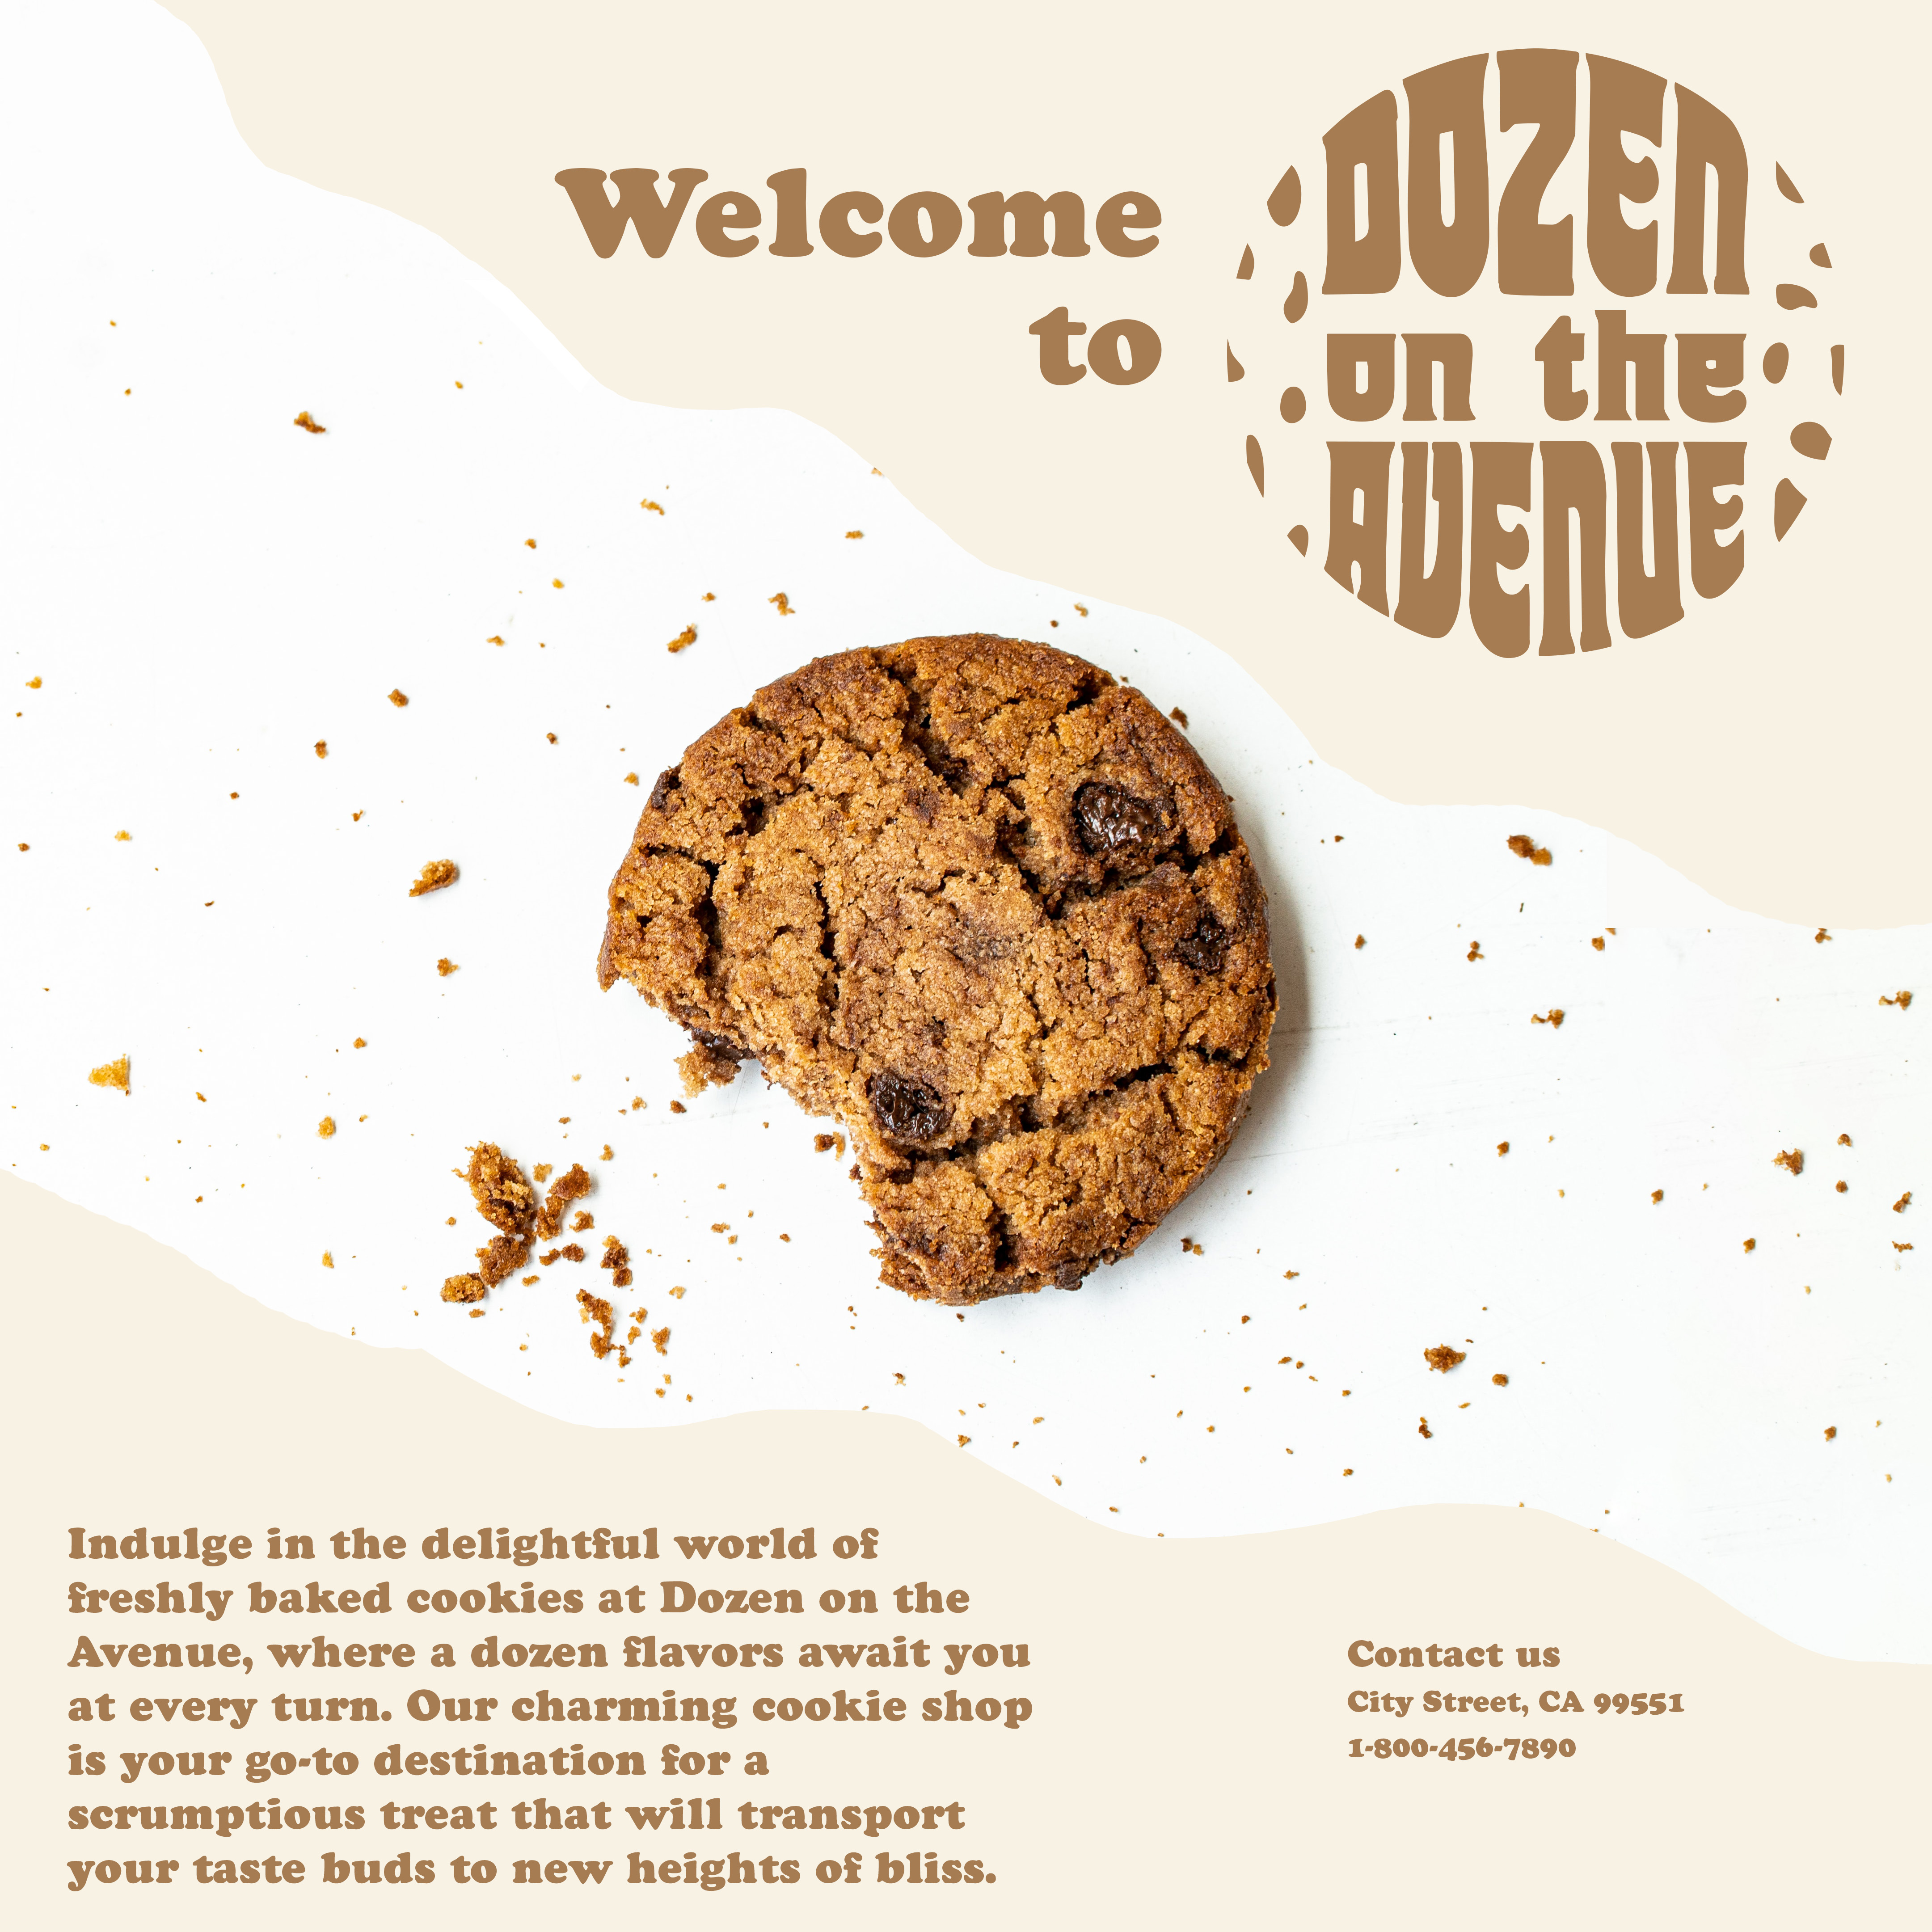 Welcome
to
DOZEN
on the
AVENUE
Indulge in the delightful world of
freshly baked cookies at Dozen on the
Avenue, where a dozen flavors await you
at every turn. Our charming cookie shop
is your go-to destination for a
scrumptious treat that will transport
your taste buds to new heights of bliss.
Contact us
City Street, CA 99551
1-800-456-7890